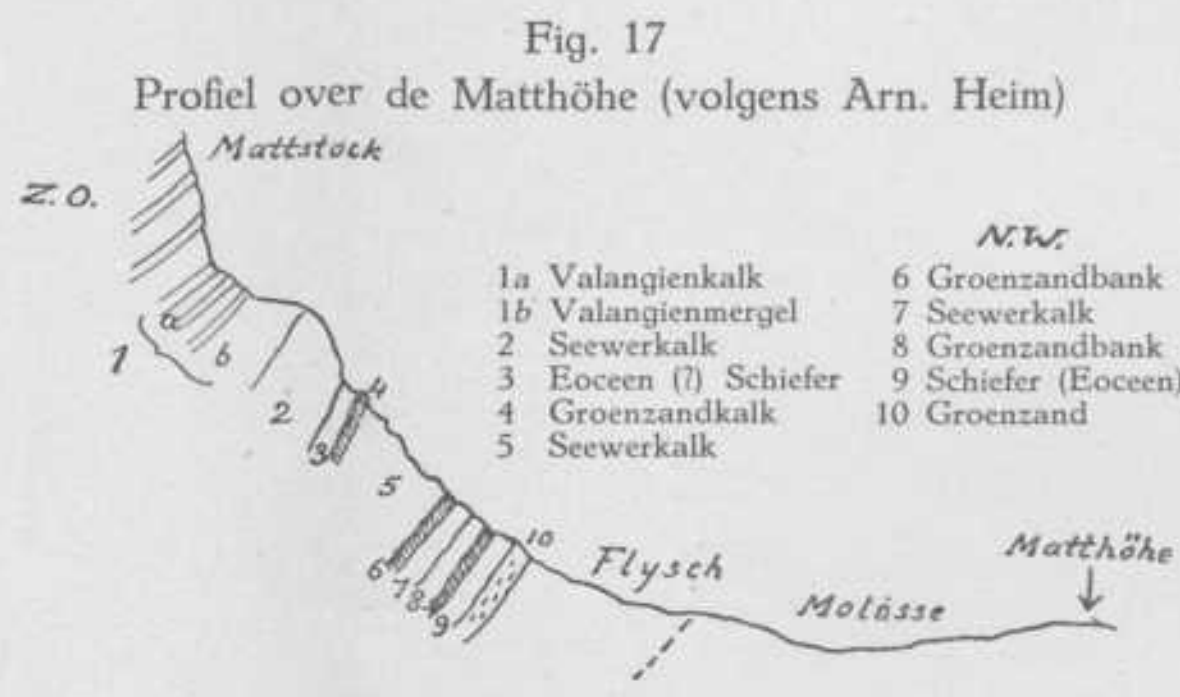 Fig. 17
Profiel over de Matthöhe (volgens Arn. Heim)
Mattstock
Z.O.
N.W.
1a Valangienkalk
1b Valangienmergel
2 Seewerkalk
3 Eoceen (?) Schiefer
4 Groenzandkalk
5 Seewerkalk
6 Groenzandbank
7 Seewerkalk
8 Groenzandbank
9 Schiefer (Eoceen)
10 Groenzand
a
1 b
2
3
4
5
6
7
8
9
10
Flysch
Molasse
Matthöhe